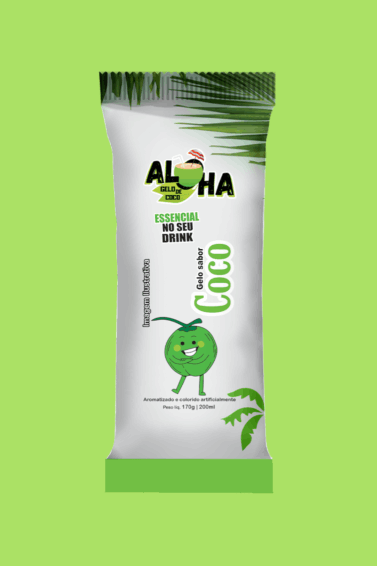 ALOHA
GELO DE
COCO
ESSENCIAL
NO SEU
DRINK
Gelo sabor
Coco
Imagem ilustrativa
Aromatizado e colorido artificialmente
Peso líq. 170g | 200ml